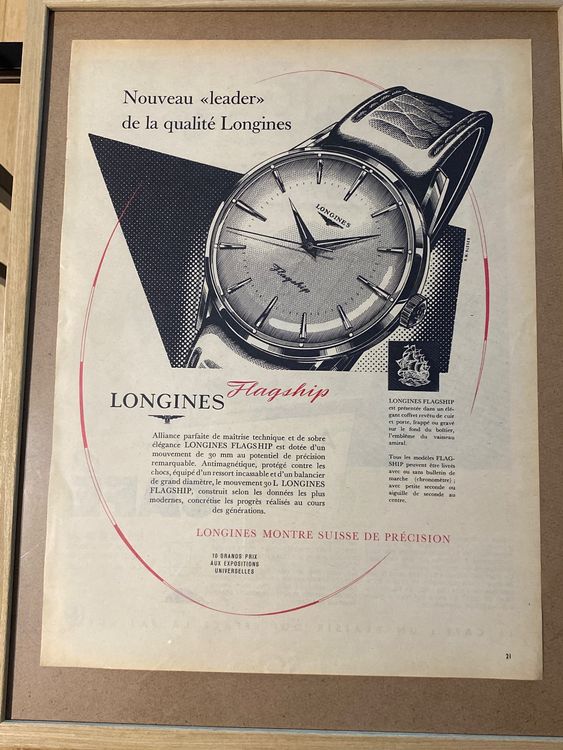 Nouveau «leader»
de la qualité Longines
LONGINES
Flagship
LONGINES Flagship
Alliance parfaite de maîtrise technique et de sobre
élégance LONGINES FLAGSHIP est dotée d'un
mouvement de 30 mm au potentiel de précision
remarquable. Antimagnétique, protégé contre les
chocs, équipé d'un ressort incassable et d'un balancier
de grand diamètre, le mouvement 30 L LONGINES
FLAGSHIP, construit selon les données les plus
modernes, concrétise les progrès réalisés au cours
des générations.
LONGINES FLAGSHIP
est présentée dans un élé-
gant coffret revêtu de cuir
et porte, frappé ou gravé
sur le fond du boîtier,
l'emblème du vaisseau
amiral.
Tous les modèles FLAG-
SHIP peuvent être livrés
avec ou sans bulletin de
marche (chronomètre);
avec petite seconde ou
aiguille de seconde au
centre.
LONGINES MONTRE SUISSE DE PRÉCISION
10 GRANDS PRIX
AUX EXPOSITIONS
UNIVERSELLES
21